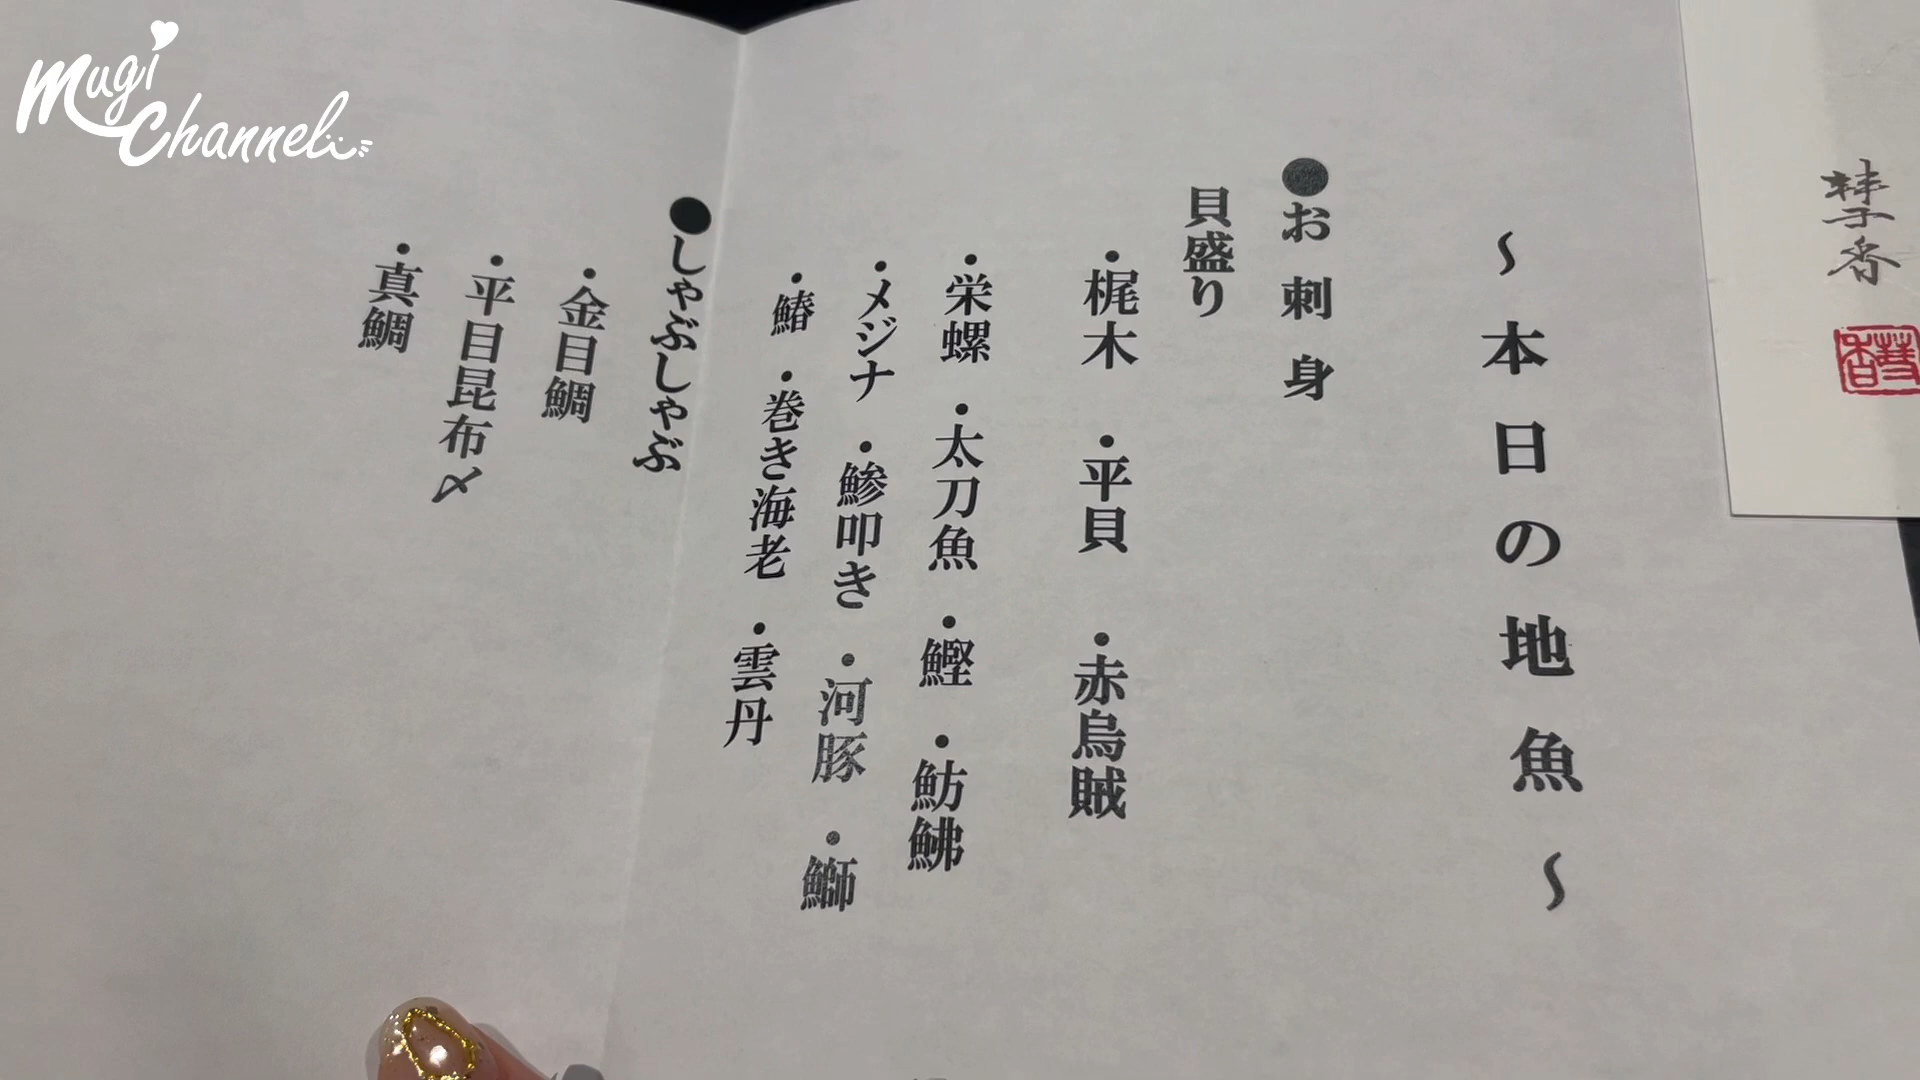 Mugi
Channel
～本日の地魚～
●お刺身
貝盛り
・梶木 ・平貝 ・赤烏賊
・栄螺 ・太刀魚 ・鰹 ・魴鮄
・メジナ ・鯵叩き ・河豚 ・鰤
・鰆 ・巻き海老 ・雲丹
●しゃぶしゃぶ
・金目鯛
・平目昆布〆
・真鯛